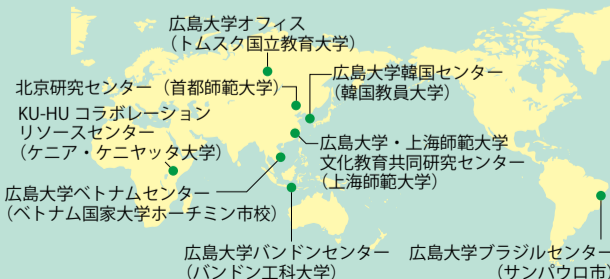 広島大学オフィス
（トムスク国立教育大学）
北京研究センター（首都師範大学）
広島大学韓国センター
（韓国教員大学）
KU-HU コラボレーション
リソースセンター
（ケニア・ケニヤッタ大学）
広島大学・上海師範大学
文化教育共同研究センター
（上海師範大学）
広島大学ベトナムセンター
（ベトナム国家大学ホーチミン市校）
広島大学バンドンセンター
（バンドン工科大学）
広島大学ブラジルセンター
（サンパウロ市）